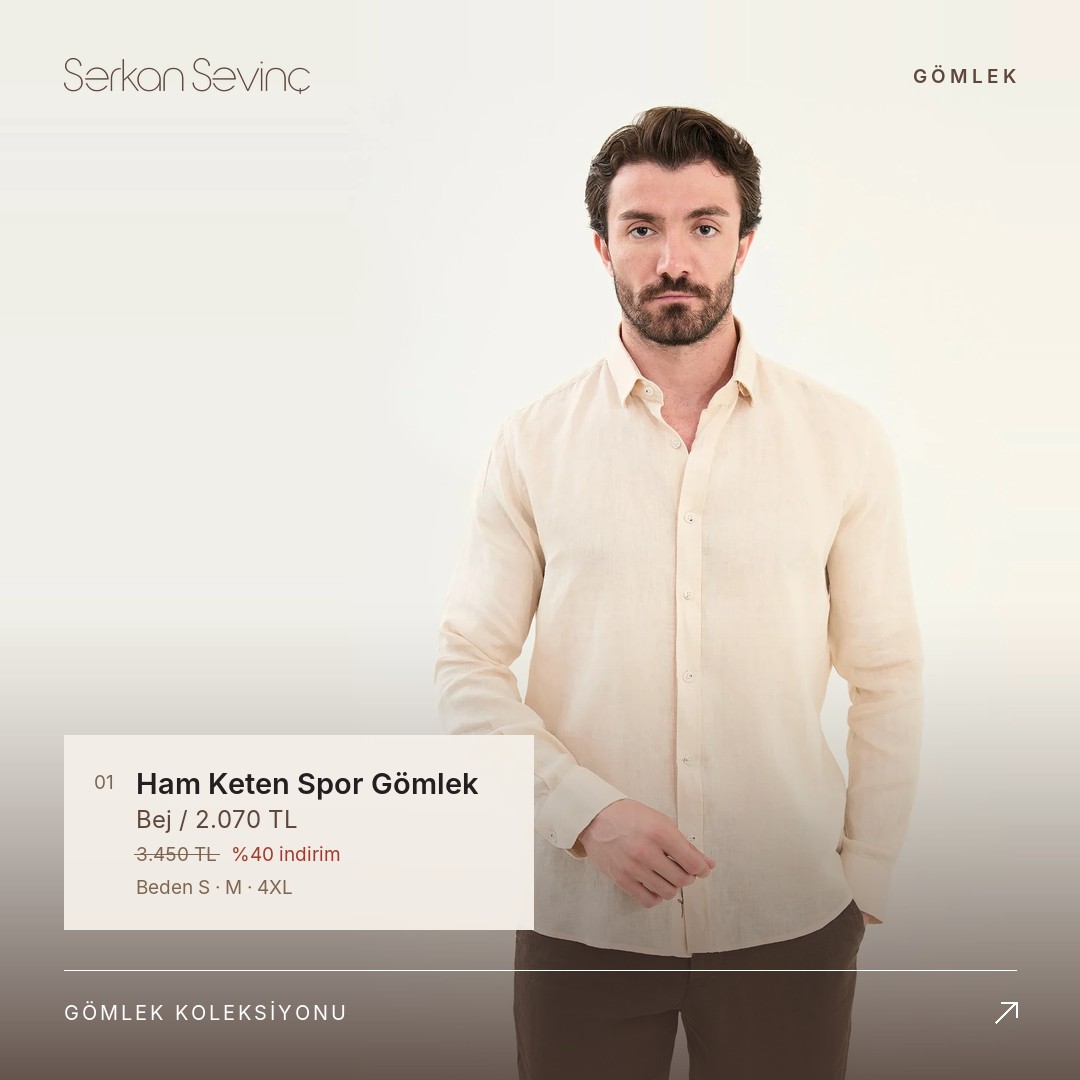 Serkan Sevinç
GÖMLEK
01 Ham Keten Spor Gömlek
Bej / 2.070 TL
3.450 TL %40 indirim
Beden S · M · 4XL
GÖMLEK KOLEKSİYONU